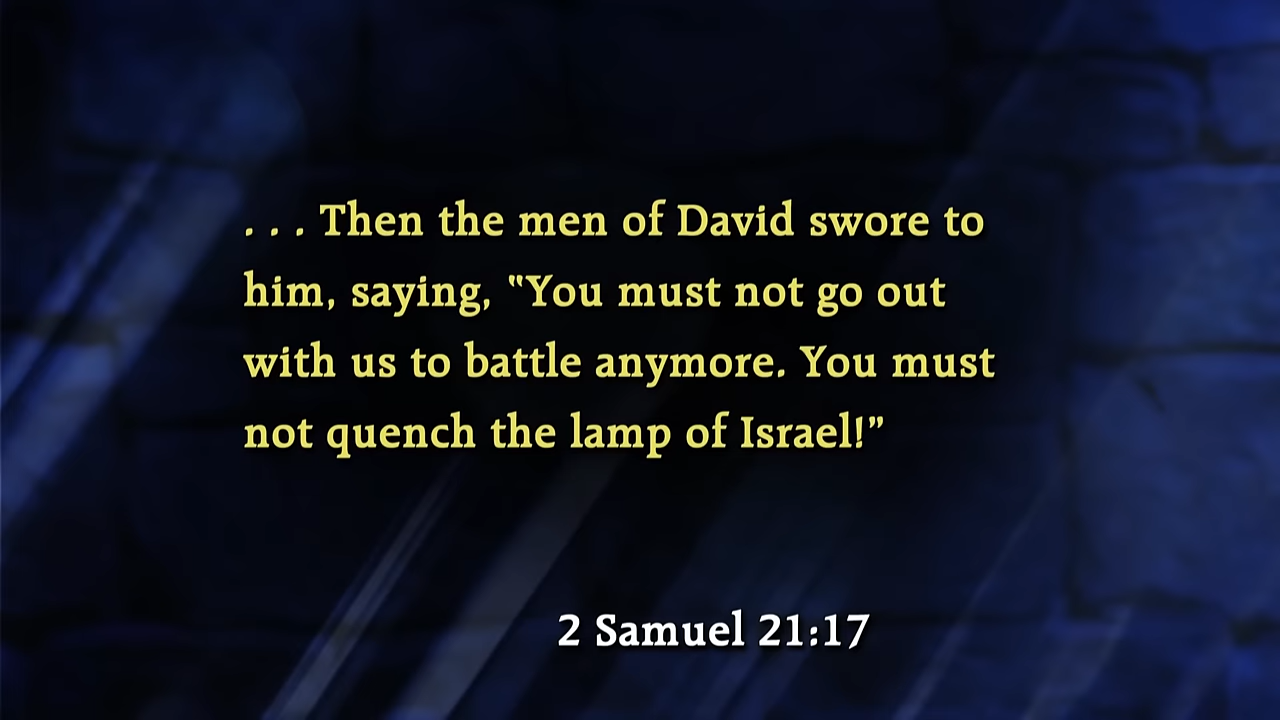 . . . Then the men of David swore to
him, saying, “You must not go out
with us to battle anymore. You must
not quench the lamp of Israel!”
2 Samuel 21:17